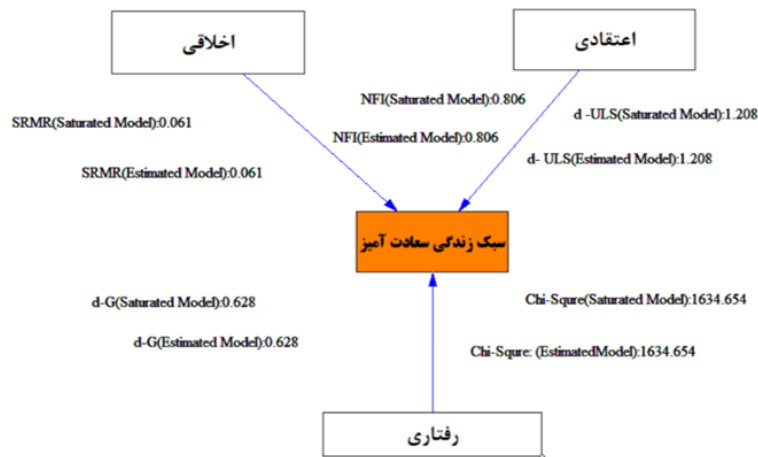 اخلاقی
اعتقادی
NFI(Saturated Model):0.806
d -ULS(Saturated Model):1.208
SRMR(Saturated Model):0.061
NFI(Estimated Model):0.806
d- ULS(Estimated Model):1.208
SRMR(Estimated Model):0.061
سبک زندگی سعادت آمیز
d-G(Saturated Model):0.628
Chi-Squre(Saturated Model):1634.654
d-G(Estimated Model):0.628
Chi-Squre: (EstimatedModel):1634.654
رفتاری